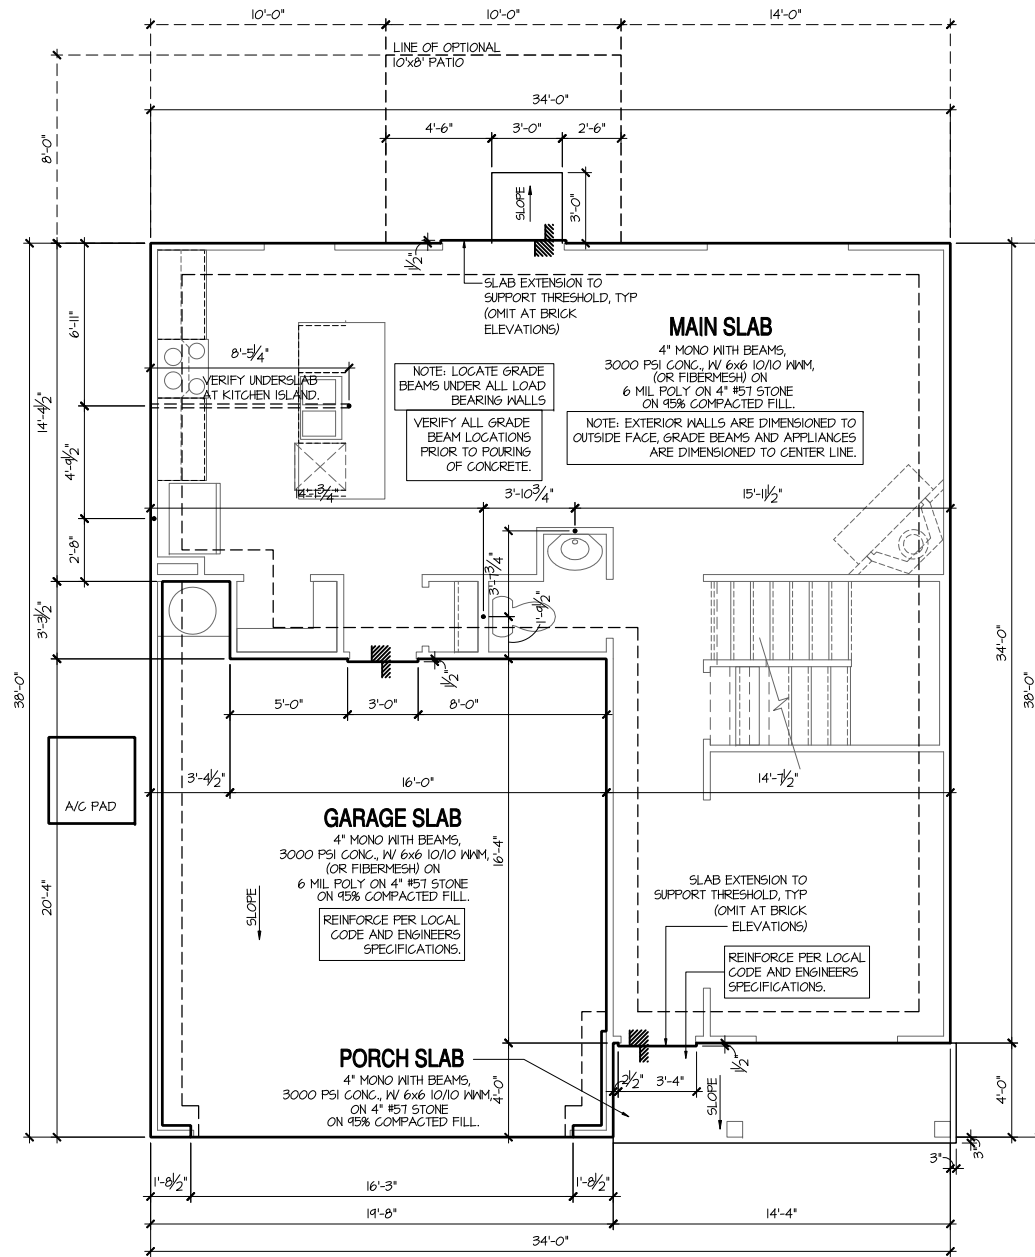 10'-0"
10'-0"
14'-0"
LINE OF OPTIONAL
10'x8' PATIO
34'-0"
4'-6"
3'-0"
2'-6"
8'-0"
SLOPE
3'-0"
1/2"
SLAB EXTENSION TO
SUPPORT THRESHOLD, TYP
(OMIT AT BRICK
ELEVATIONS)
MAIN SLAB
4" MONO WITH BEAMS,
3000 PSI CONC., W/ 6x6 10/10 WWM,
(OR FIBERMESH) ON
6 MIL POLY ON 4" #57 STONE
ON 95% COMPACTED FILL.
NOTE: EXTERIOR WALLS ARE DIMENSIONED TO
OUTSIDE FACE, GRADE BEAMS AND APPLIANCES
ARE DIMENSIONED TO CENTER LINE.
6'-11"
8'-5 1/4"
VERIFY UNDERSLAB
AT KITCHEN ISLAND.
NOTE: LOCATE GRADE
BEAMS UNDER ALL LOAD
BEARING WALLS
VERIFY ALL GRADE
BEAM LOCATIONS
PRIOR TO POURING
OF CONCRETE.
14'-4 1/2"
4'-9 1/2"
14'-1 3/4"
3'-10 3/4"
15'-11 1/2"
2'-8"
3'-7 3/4"
1'-9 1/2"
3'-3 1/2"
1/2"
34'-0"
38'-0"
38'-0"
5'-0"
3'-0"
8'-0"
3'-4 1/2"
16'-0"
14'-7 1/2"
A/C PAD
GARAGE SLAB
4" MONO WITH BEAMS,
3000 PSI CONC., W/ 6x6 10/10 WWM,
(OR FIBERMESH) ON
6 MIL POLY ON 4" #57 STONE
ON 95% COMPACTED FILL.
16'-4"
REINFORCE PER LOCAL
CODE AND ENGINEERS
SPECIFICATIONS.
SLOPE
20'-4"
SLAB EXTENSION TO
SUPPORT THRESHOLD, TYP
(OMIT AT BRICK
ELEVATIONS)
REINFORCE PER LOCAL
CODE AND ENGINEERS
SPECIFICATIONS.
PORCH SLAB
4" MONO WITH BEAMS,
3000 PSI CONC., W/ 6x6 10/10 WWM,
ON 4" #57 STONE
ON 95% COMPACTED FILL.
4'-0"
2 1/2"
3'-4"
1/2"
SLOPE
4'-0"
3"
3"
1'-8 1/2"
16'-3"
1'-8 1/2"
19'-8"
14'-4"
34'-0"